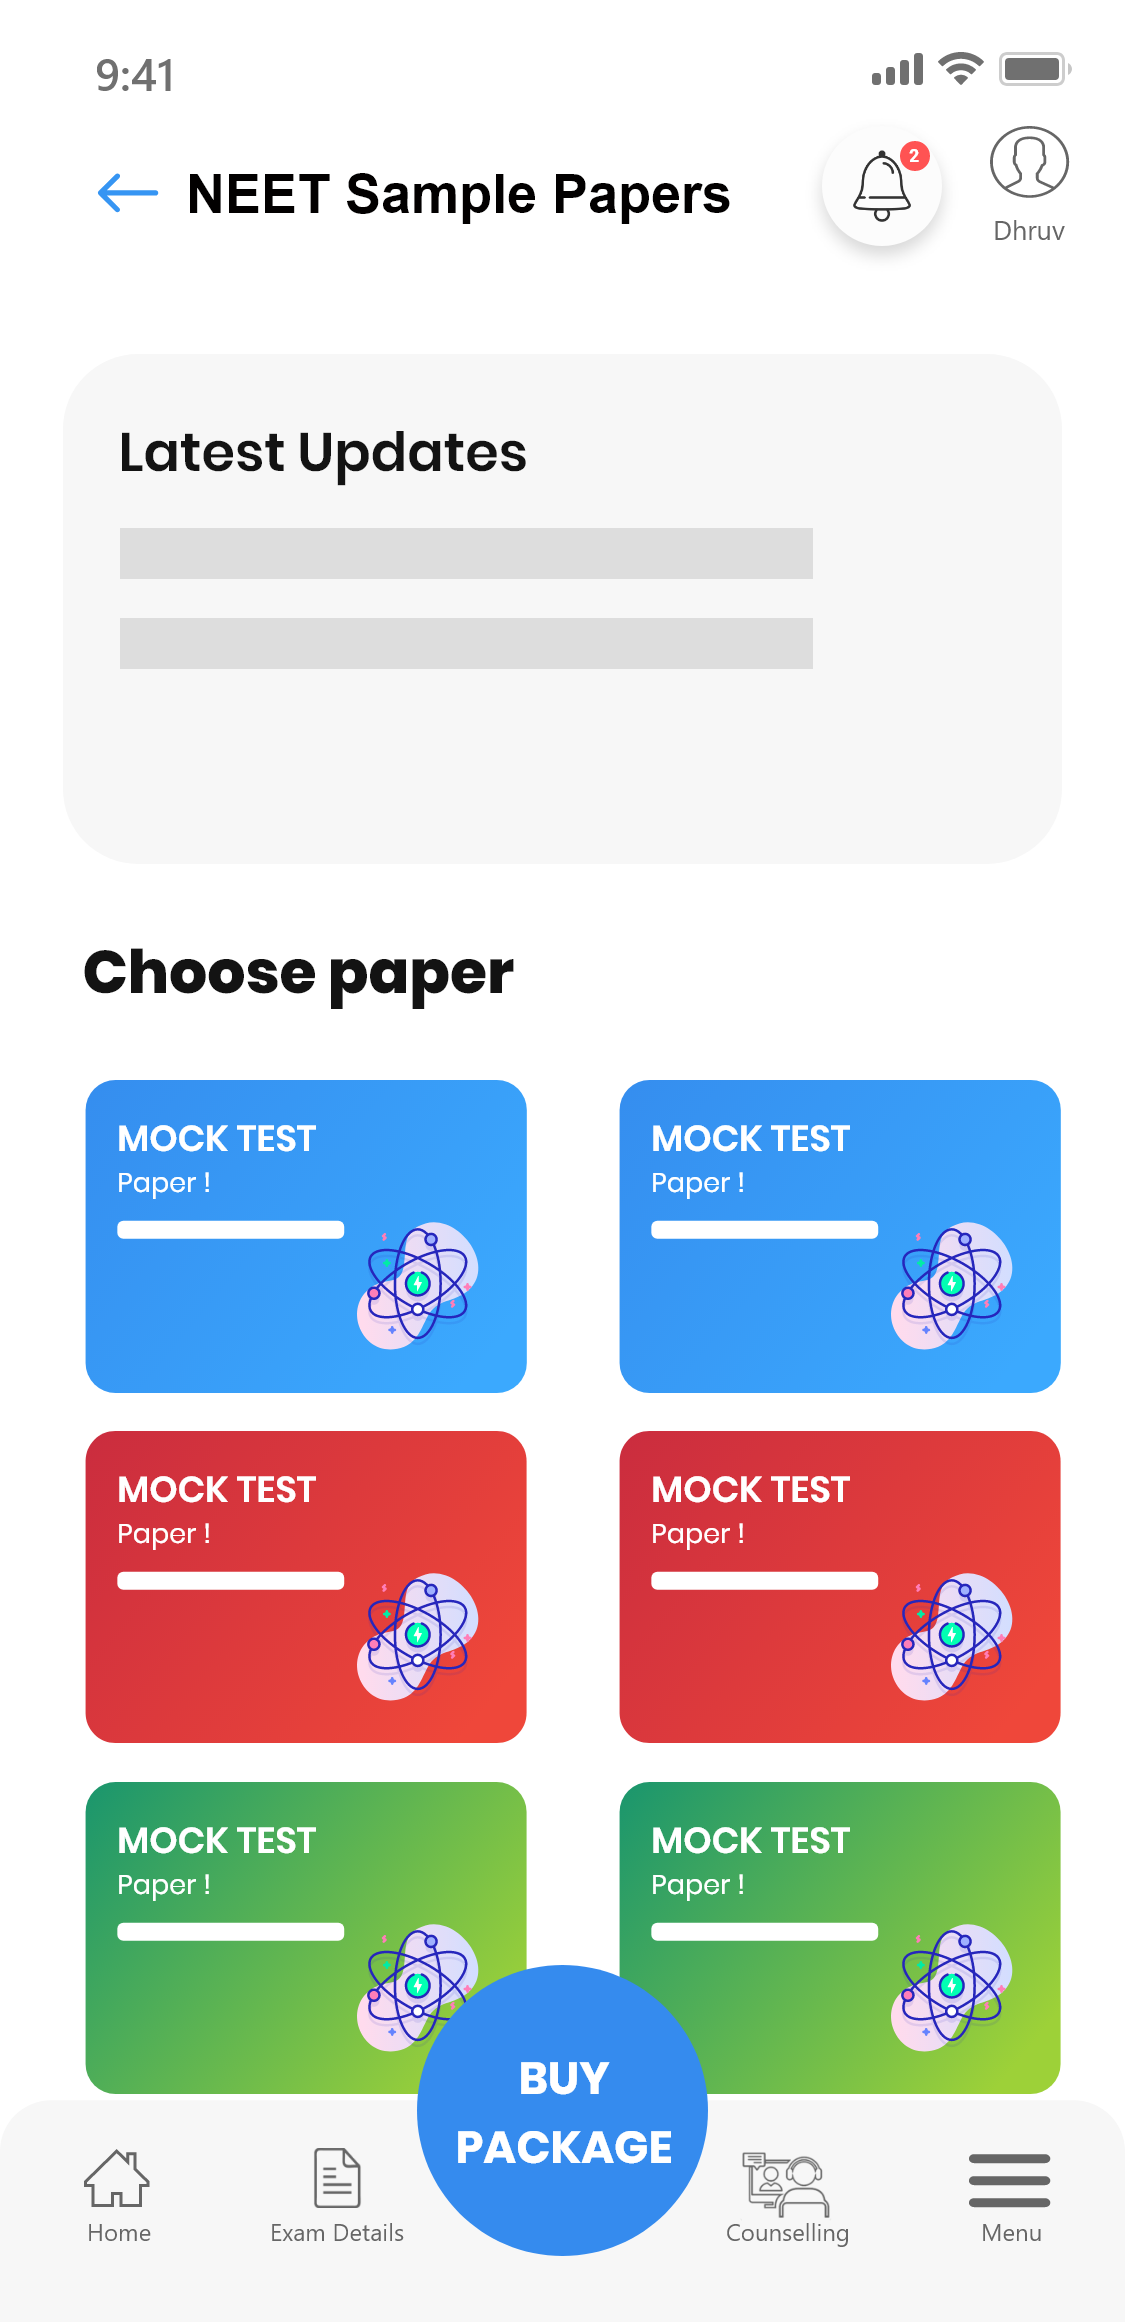 9:41
NEET Sample Papers
2
Dhruv
Latest Updates
Choose paper
MOCK TEST
Paper !
MOCK TEST
Paper !
MOCK TEST
Paper !
MOCK TEST
Paper !
MOCK TEST
Paper !
MOCK TEST
Paper !
BUY
PACKAGE
Home
Exam Details
Counselling
Menu